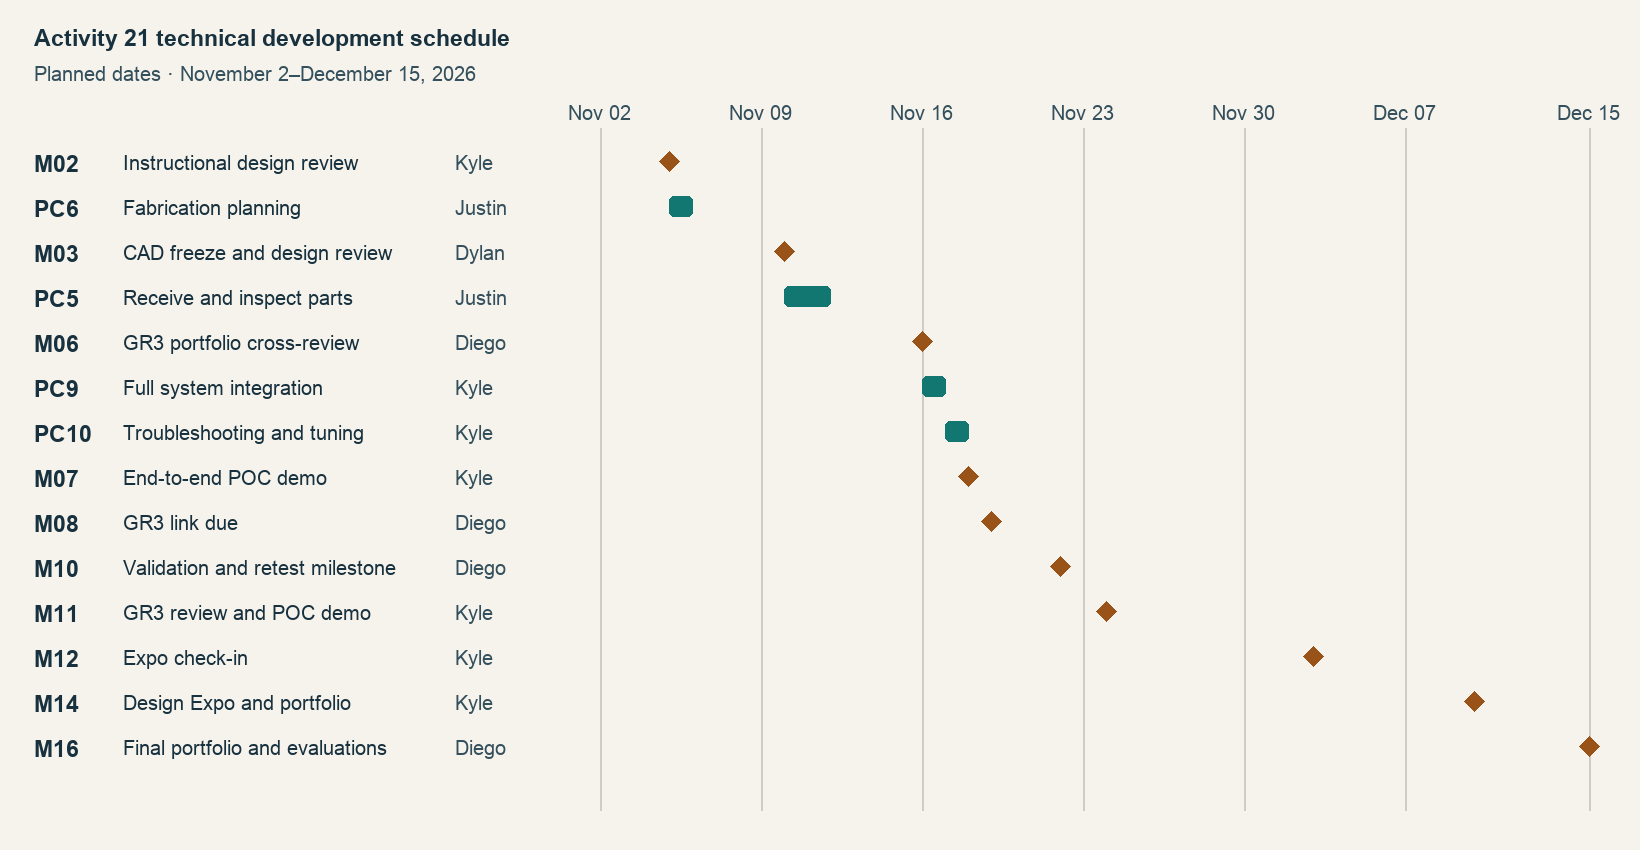 Activity 21 technical development schedule
Planned dates · November 2–December 15, 2026
Nov 02 Nov 09 Nov 16 Nov 23 Nov 30 Dec 07 Dec 15
M02 Instructional design review Kyle
PC6 Fabrication planning Justin
M03 CAD freeze and design review Dylan
PC5 Receive and inspect parts Justin
M06 GR3 portfolio cross-review Diego
PC9 Full system integration Kyle
PC10 Troubleshooting and tuning Kyle
M07 End-to-end POC demo Kyle
M08 GR3 link due Diego
M10 Validation and retest milestone Diego
M11 GR3 review and POC demo Kyle
M12 Expo check-in Kyle
M14 Design Expo and portfolio Kyle
M16 Final portfolio and evaluations Diego